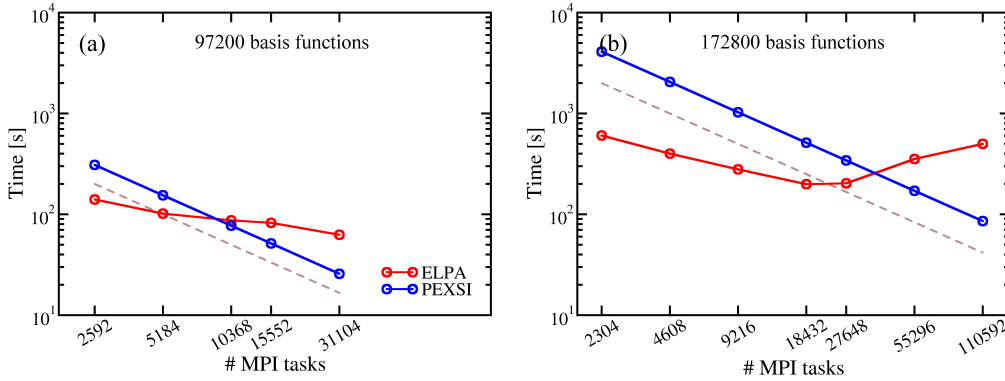 (a) 97200 basis functions
10^4
10^3
10^2
10^1
Time [s]
ELPA
PEXSI
2592 5184 10368 15552 31104
# MPI tasks
(b) 172800 basis functions
10^4
10^3
10^2
10^1
Time [s]
2304 4608 9216 18432 27648 55296 110592
# MPI tasks